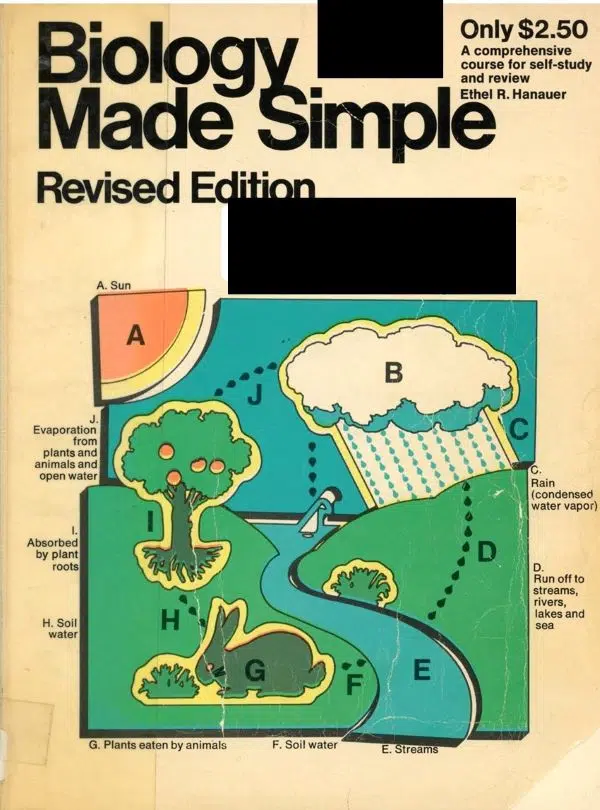 Biology
Made Simple
Revised Edition
Only $2.50
A comprehensive
course for self-study
and review
Ethel R. Hanauer
A. Sun
A
B
J
C
J.
Evaporation
from
plants and
animals and
open water
C.
Rain
(condensed
water vapor)
I
I.
Absorbed
by plant
roots
D
D.
Run off to
streams,
rivers,
lakes and
sea
H
H. Soil
water
G
F
E
G. Plants eaten by animals
F. Soil water
E. Streams